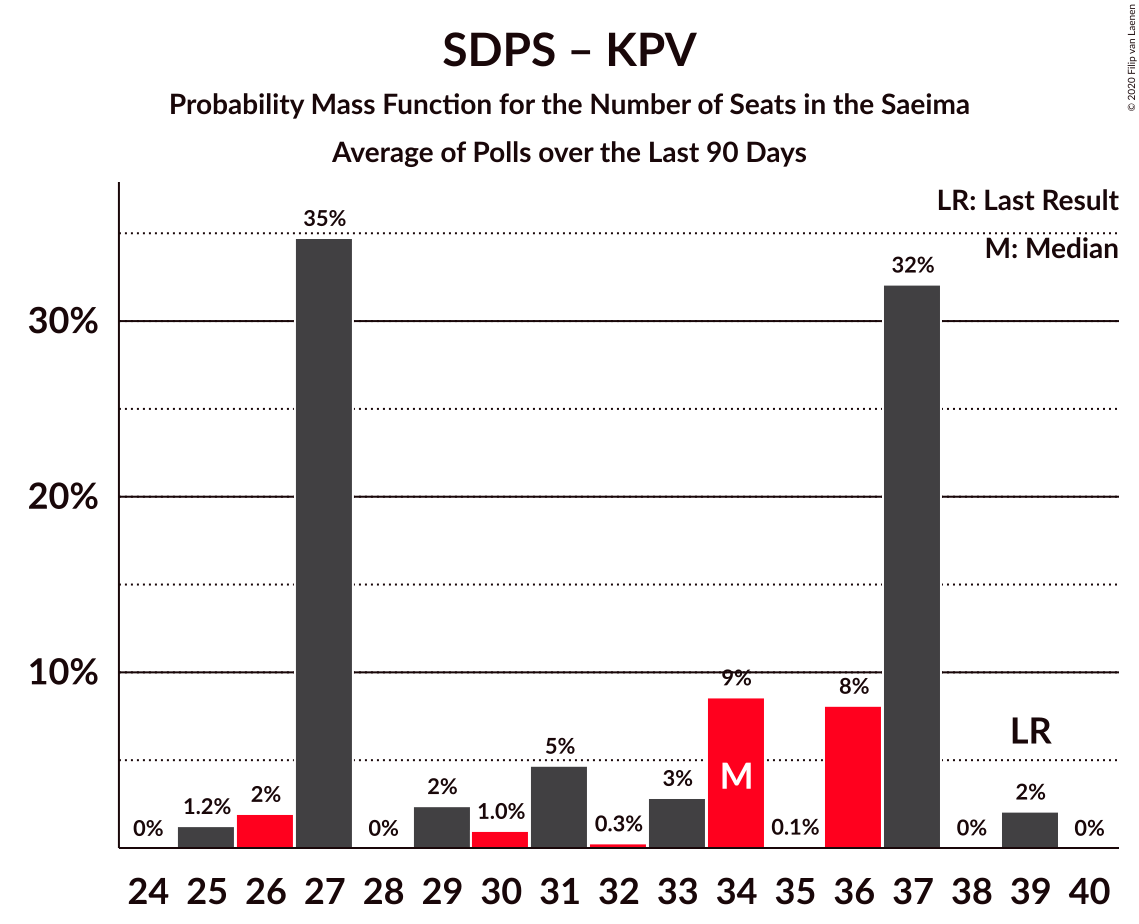 SDPS – KPV
Probability Mass Function for the Number of Seats in the Saeima
Average of Polls over the Last 90 Days
© 2020 Filip van Laenen
LR: Last Result
M: Median
30%
20%
10%
0%
1.2%
2%
35%
0%
2%
1.0%
5%
0.3%
3%
9%
M
0.1%
8%
32%
0%
LR
2%
0%
24 25 26 27 28 29 30 31 32 33 34 35 36 37 38 39 40